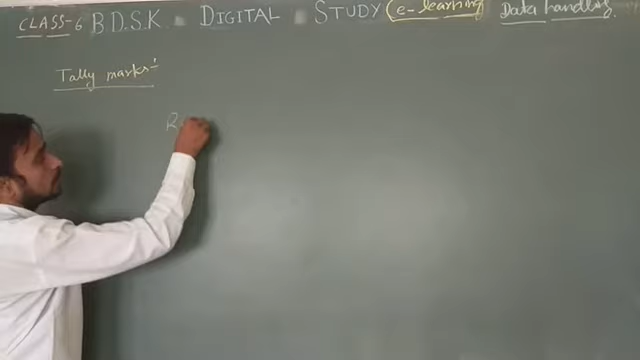 CLASS-6 B.D.S.K. DIGITAL STUDY (e-learning) Data handling.
Tally marks:
R